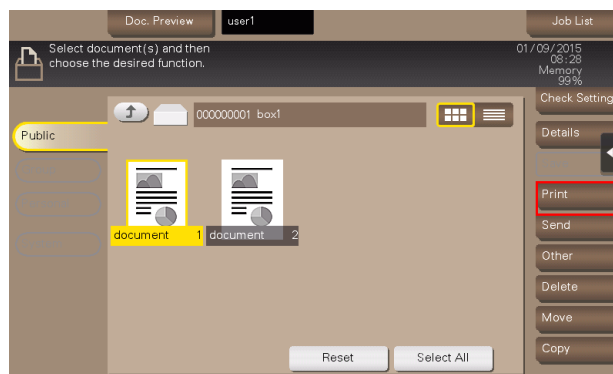 Doc. Preview
user1
Job List
Select document(s) and then
choose the desired function.
01/09/2015
08:28
Memory
99%
Check Setting
000000001 box1
Public
Details
Print
Send
Other
Delete
Move
Copy
document 1
document 2
Reset
Select All